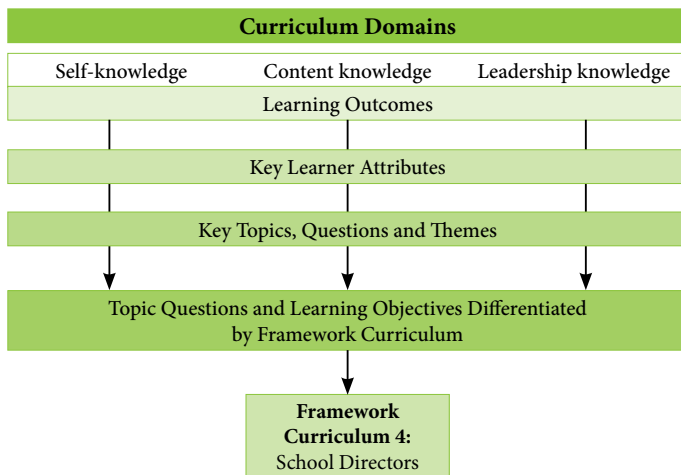 Curriculum Domains
Self-knowledge Content knowledge Leadership knowledge
Learning Outcomes
Key Learner Attributes
Key Topics, Questions and Themes
Topic Questions and Learning Objectives Differentiated
by Framework Curriculum
Framework
Curriculum 4:
School Directors